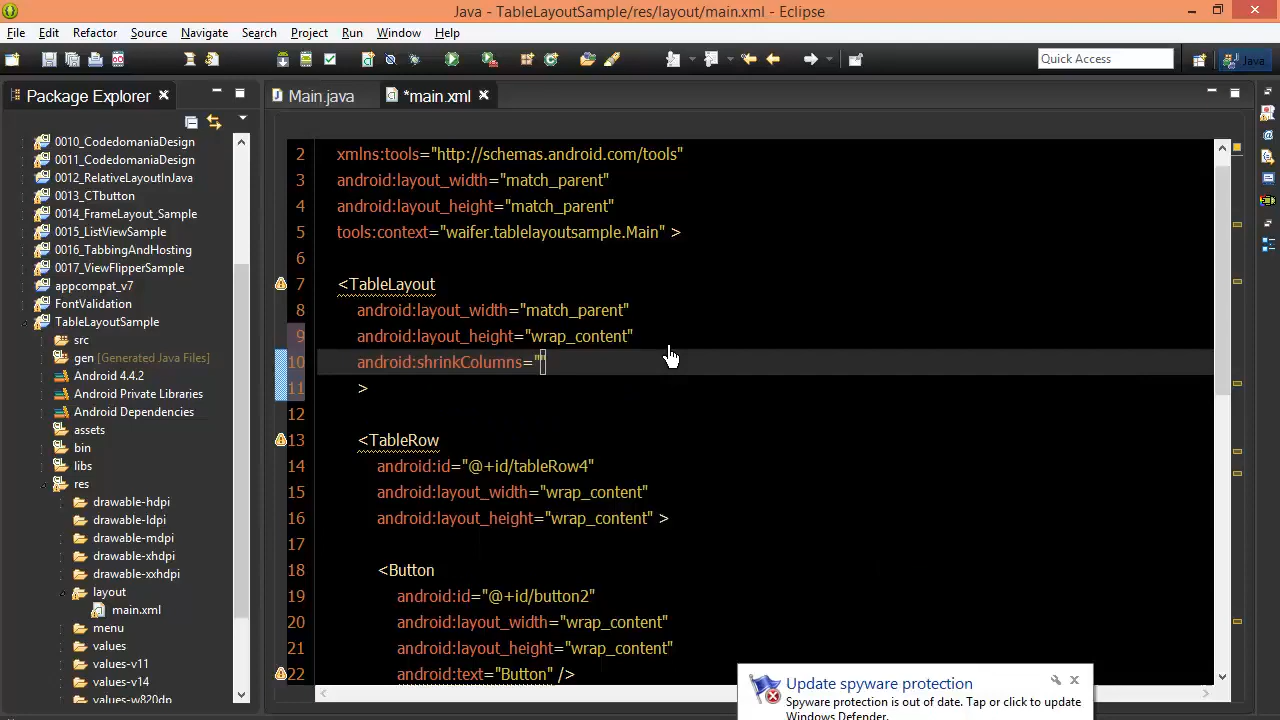 Java - TableLayoutSample/res/layout/main.xml - Eclipse
File Edit Refactor Source Navigate Search Project Run Window Help
Quick Access
Java
Package Explorer
Main.java
*main.xml
0010_CodedomaniaDesign
0011_CodedomaniaDesign
0012_RelativeLayoutInJava
0013_CTbutton
0014_FrameLayout_Sample
0015_ListViewSample
0016_TabbingAndHosting
0017_ViewFlipperSample
appcompat_v7
FontValidation
TableLayoutSample
src
gen [Generated Java Files]
Android 4.4.2
Android Private Libraries
Android Dependencies
assets
bin
libs
res
drawable-hdpi
drawable-ldpi
drawable-mdpi
drawable-xhdpi
drawable-xxhdpi
layout
main.xml
menu
values
values-v11
values-v14
values-w820dp
2 xmlns:tools="http://schemas.android.com/tools"
3 android:layout_width="match_parent"
4 android:layout_height="match_parent"
5 tools:context="waifer.tablelayoutsample.Main" >
6
7 <TableLayout
8 android:layout_width="match_parent"
9 android:layout_height="wrap_content"
10 android:shrinkColumns=""
11 >
12
13 <TableRow
14 android:id="@+id/tableRow4"
15 android:layout_width="wrap_content"
16 android:layout_height="wrap_content" >
17
18 <Button
19 android:id="@+id/button2"
20 android:layout_width="wrap_content"
21 android:layout_height="wrap_content"
22 android:text="Button" />
Update spyware protection
Spyware protection is out of date. Tap or click to update
Windows Defender.